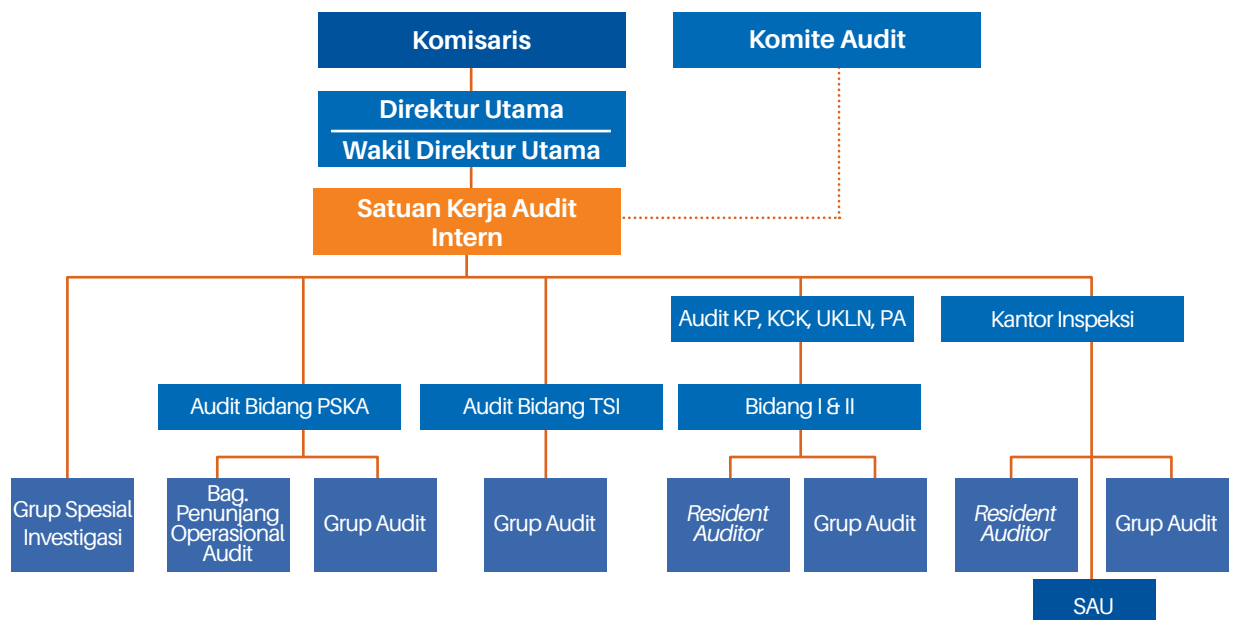 Komisaris
Komite Audit
Direktur Utama
Wakil Direktur Utama
Satuan Kerja Audit
Intern
Audit KP, KCK, UKLN, PA
Kantor Inspeksi
Audit Bidang PSKA
Audit Bidang TSI
Bidang I & II
Grup Spesial
Investigasi
Bag.
Penunjang
Operasional
Audit
Grup Audit
Grup Audit
Resident
Auditor
Grup Audit
Resident
Auditor
Grup Audit
SAU